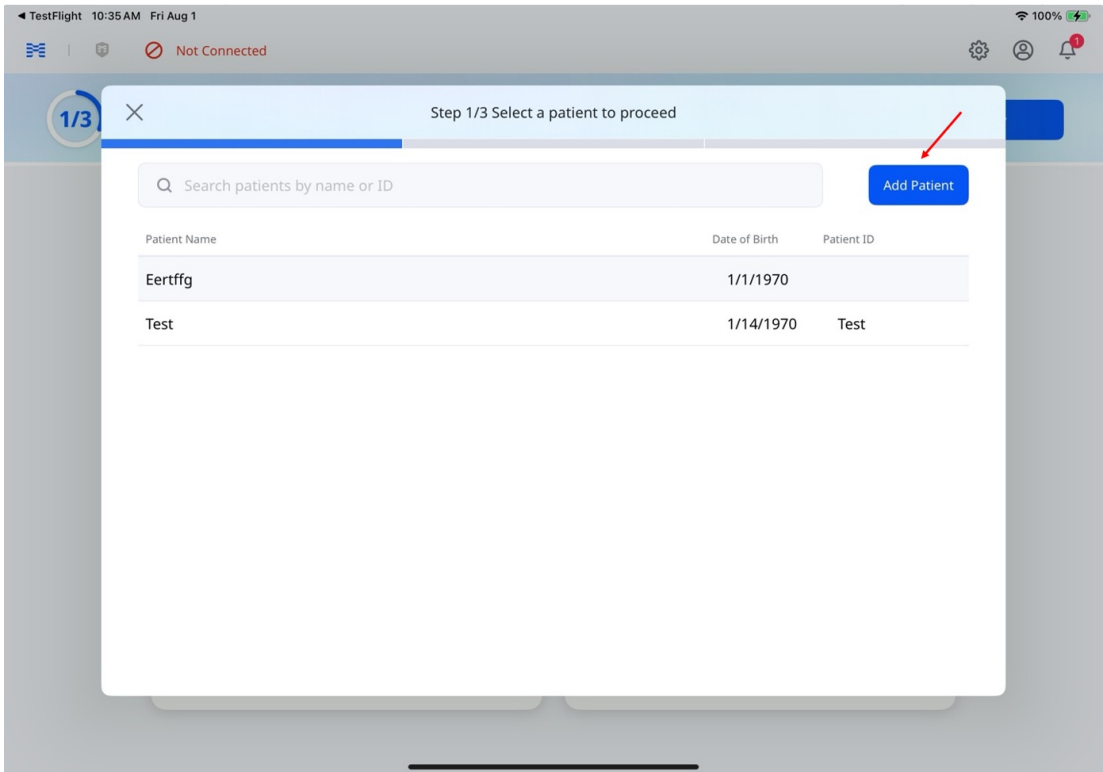 ◀ TestFlight 10:35 AM Fri Aug 1 100%
Not Connected 1
1/3
Step 1/3 Select a patient to proceed
Search patients by name or ID Add Patient
Patient Name Date of Birth Patient ID
Eertffg 1/1/1970
Test 1/14/1970 Test